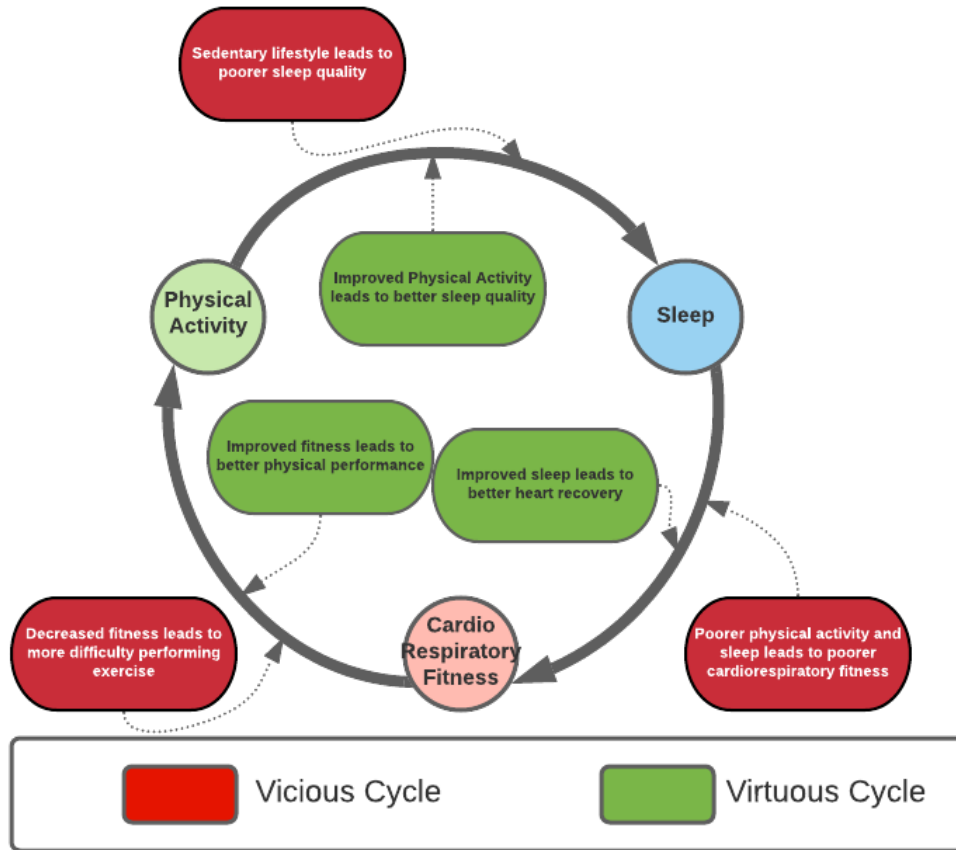 Sedentary lifestyle leads to
poorer sleep quality
Improved Physical Activity
leads to better sleep quality
Physical
Activity
Sleep
Improved fitness leads to
better physical performance
Improved sleep leads to
better heart recovery
Decreased fitness leads to
more difficulty performing
exercise
Cardio
Respiratory
Fitness
Poorer physical activity and
sleep leads to poorer
cardiorespiratory fitness
Vicious Cycle
Virtuous Cycle